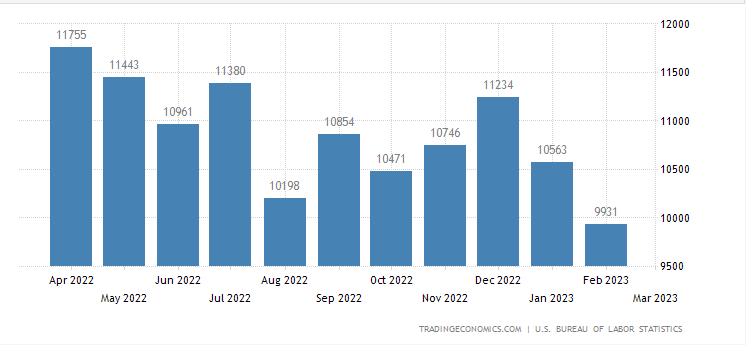 11755
11443
10961
11380
10198
10854
10471
10746
11234
10563
9931
12000
11500
11000
10500
10000
9500
Apr 2022
May 2022
Jun 2022
Jul 2022
Aug 2022
Sep 2022
Oct 2022
Nov 2022
Dec 2022
Jan 2023
Feb 2023
Mar 2023
TRADINGECONOMICS.COM | U.S. BUREAU OF LABOR STATISTICS